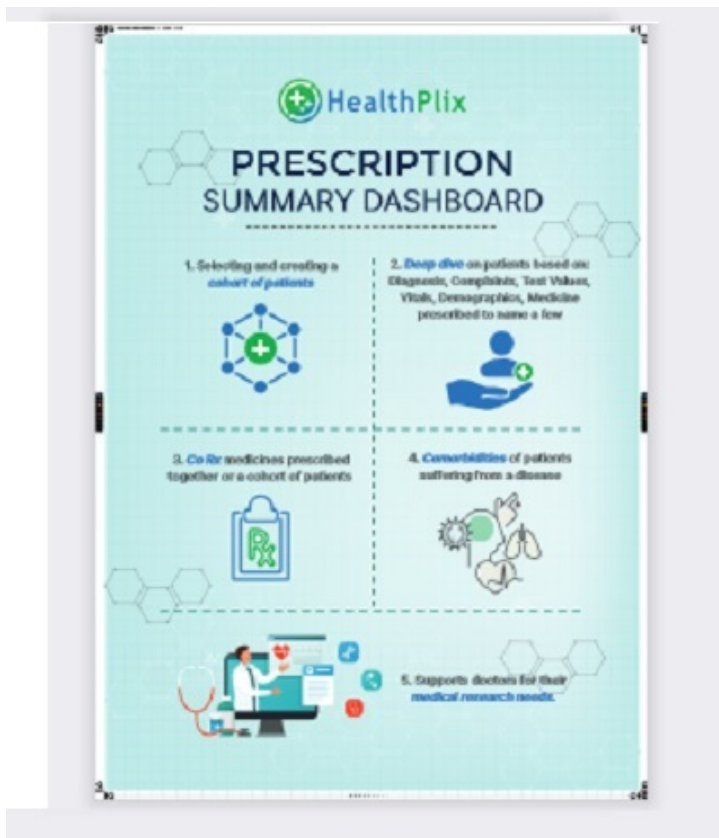 HealthPlix
PRESCRIPTION
SUMMARY DASHBOARD
1. Selecting and creating a
cohort of patients
2. Deep dive on patients based on:
Diagnosis, Complaints, Test Values,
Vitals, Demographics, Medicine
prescribed to name a few
3. Co Rx medicines prescribed
together or a cohort of patients
4. Comorbidities of patients
suffering from a disease
Rx
5. Supports doctors for their
medical research needs.